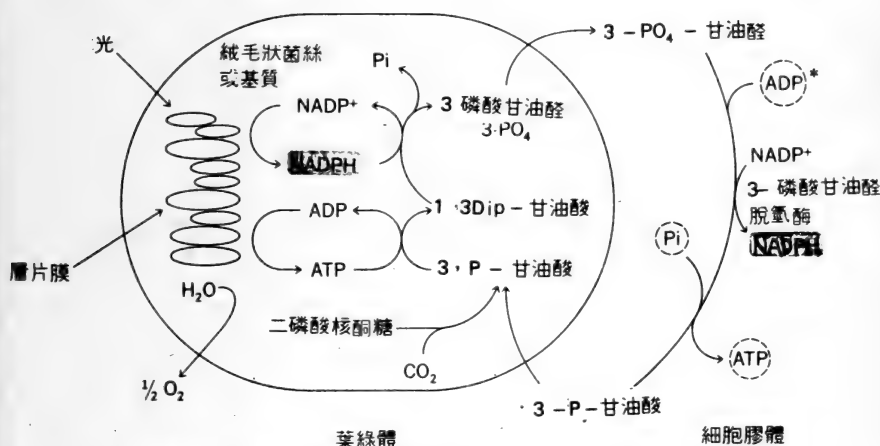 光
絨毛狀菌絲
或基質
Pi
3 - PO₄ - 甘油醛
NADP+
3 磷酸甘油醛
3-PO₄
ADP *
NADPH
NADP+
3- 磷酸甘油醛
脫氫酶
NADPH
ADP
1,3Dip - 甘油酸
Pi
層片膜
ATP
3,P - 甘油酸
H₂O
二磷酸核酮糖
CO₂
½ O₂
ATP
3 - P - 甘油酸
葉綠體
細胞膠體